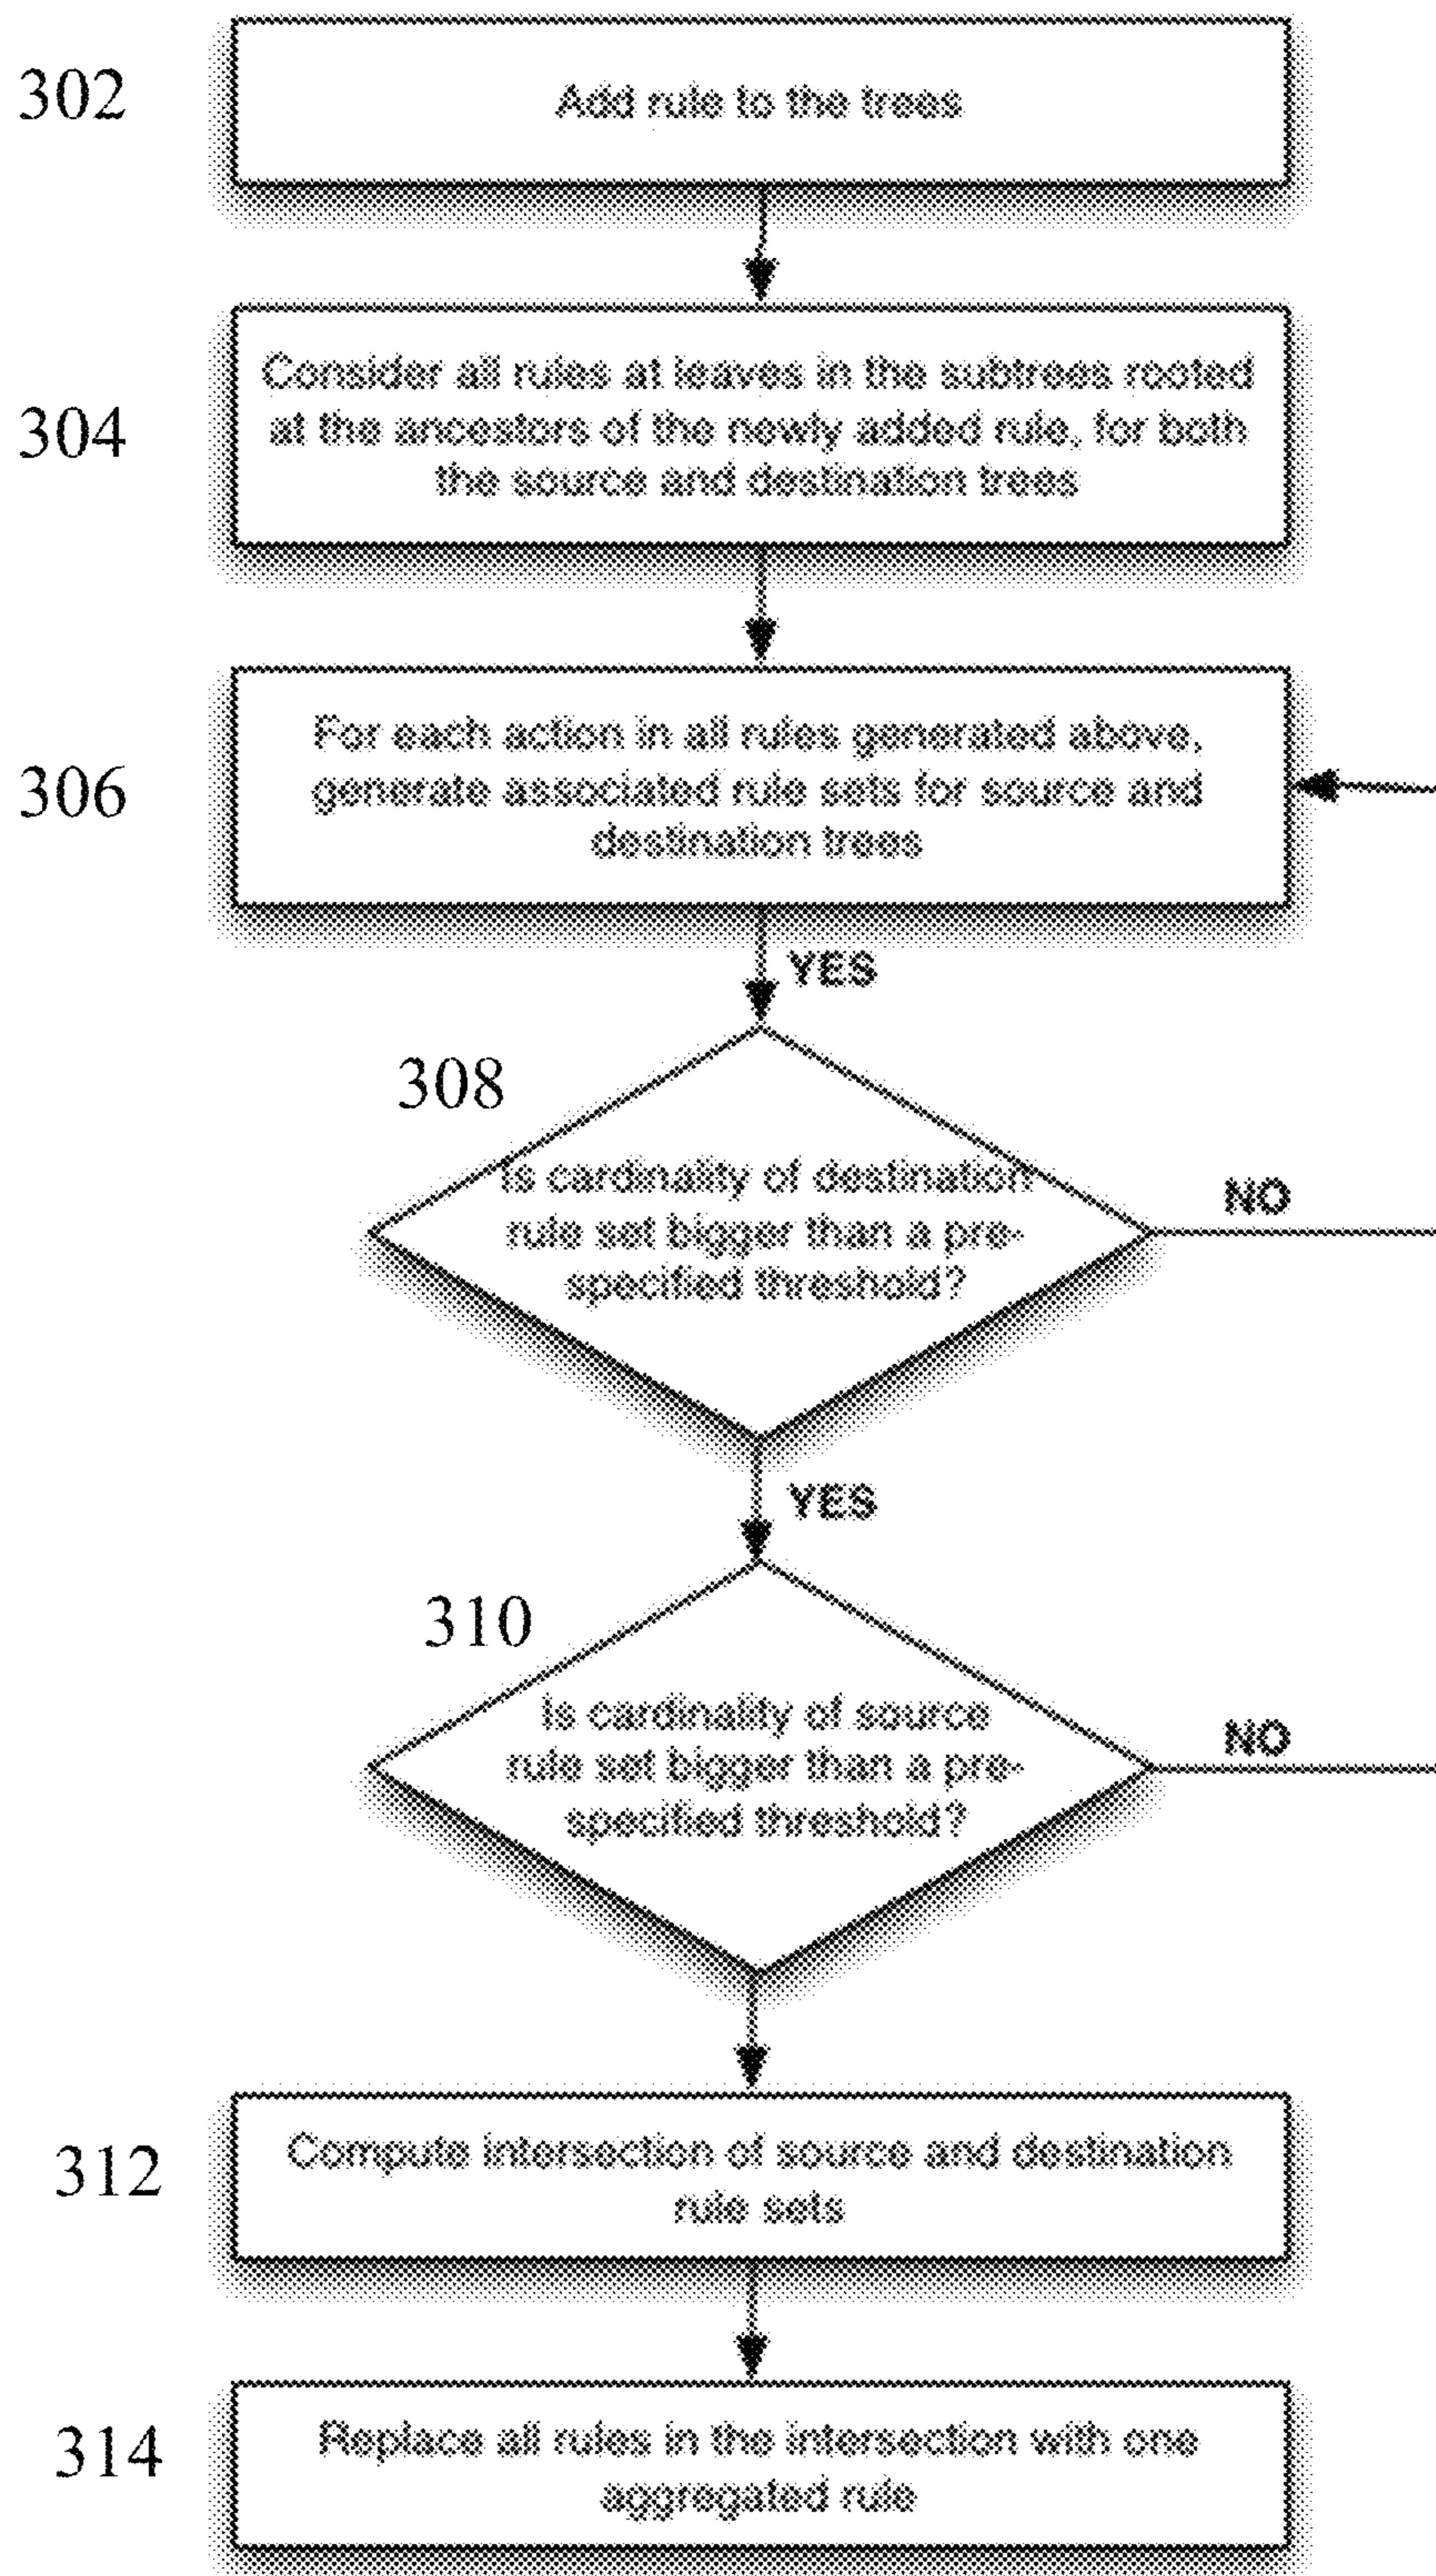 302
Add rule to the trees
304
Consider all rules at leaves in the subtrees rooted
at the ancestors of the newly added rule, for both
the source and destination trees
306
For each action in all rules generated above,
generate associated rule sets for source and
destination trees
YES
308
Is cardinality of destination
rule set bigger than a pre-
specified threshold?
NO
YES
310
Is cardinality of source
rule set bigger than a pre-
specified threshold?
NO
312
Compute intersection of source and destination
rule sets
314
Replace all rules in the intersection with one
aggregated rule